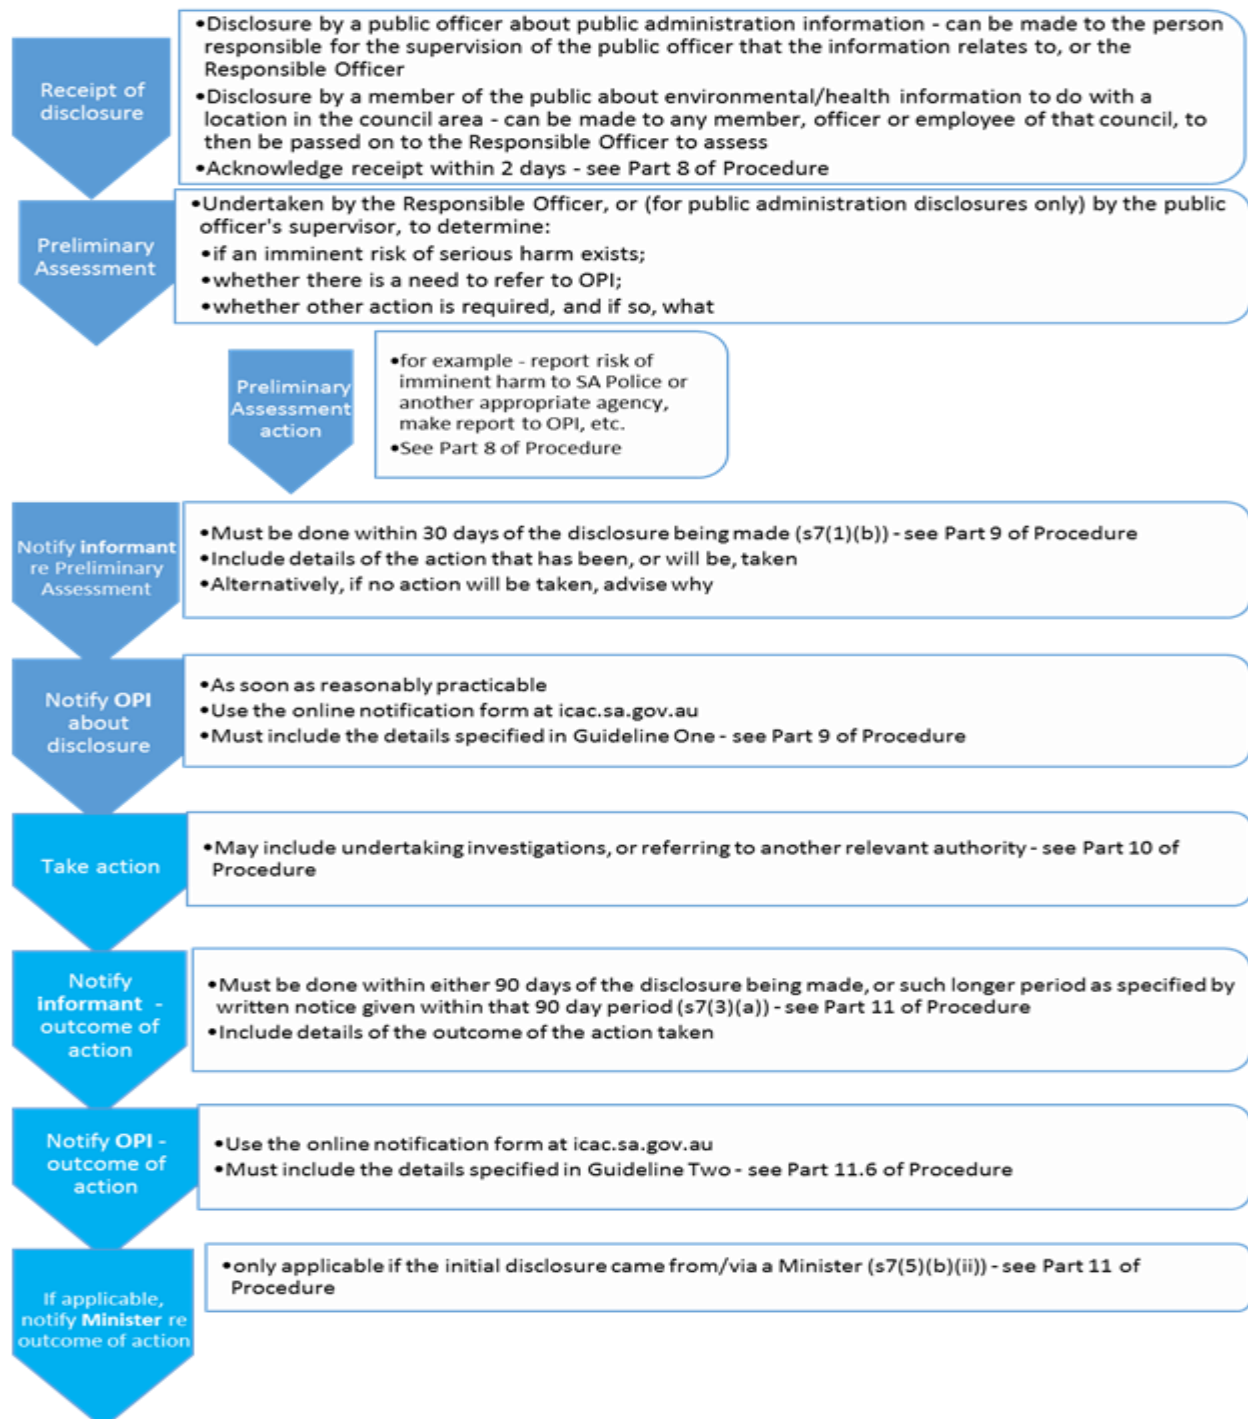 Receipt of
disclosure
•Disclosure by a public officer about public administration information - can be made to the person
responsible for the supervision of the public officer that the information relates to, or the
Responsible Officer
•Disclosure by a member of the public about environmental/health information to do with a
location in the council area - can be made to any member, officer or employee of that council, to
then be passed on to the Responsible Officer to assess
•Acknowledge receipt within 2 days - see Part 8 of Procedure
Preliminary
Assessment
•Undertaken by the Responsible Officer, or (for public administration disclosures only) by the public
officer's supervisor, to determine:
•if an imminent risk of serious harm exists;
•whether there is a need to refer to OPI;
•whether other action is required, and if so, what
Preliminary
Assessment
action
•for example - report risk of
imminent harm to SA Police or
another appropriate agency,
make report to OPI, etc.
•See Part 8 of Procedure
Notify informant
re Preliminary
Assessment
•Must be done within 30 days of the disclosure being made (s7(1)(b)) - see Part 9 of Procedure
•Include details of the action that has been, or will be, taken
•Alternatively, if no action will be taken, advise why
Notify OPI
about
disclosure
•As soon as reasonably practicable
•Use the online notification form at icac.sa.gov.au
•Must include the details specified in Guideline One - see Part 9 of Procedure
Take action
•May include undertaking investigations, or referring to another relevant authority - see Part 10 of
Procedure
Notify
informant -
outcome of
action
•Must be done within either 90 days of the disclosure being made, or such longer period as specified by
written notice given within that 90 day period (s7(3)(a)) - see Part 11 of Procedure
•Include details of the outcome of the action taken
Notify OPI -
outcome of
action
•Use the online notification form at icac.sa.gov.au
•Must include the details specified in Guideline Two - see Part 11.6 of Procedure
If applicable,
notify Minister re
outcome of action
•only applicable if the initial disclosure came from/via a Minister (s7(5)(b)(ii)) - see Part 11 of
Procedure